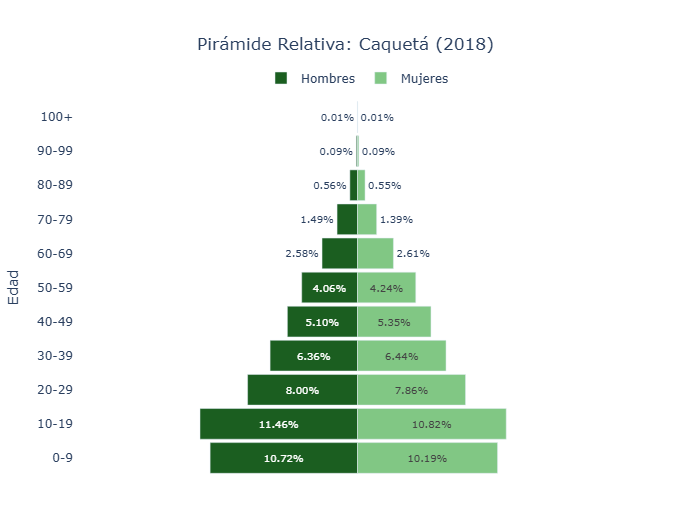 Pirámide Relativa: Caquetá (2018)
Hombres Mujeres
100+ 0.01% 0.01%
90-99 0.09% 0.09%
80-89 0.56% 0.55%
70-79 1.49% 1.39%
60-69 2.58% 2.61%
50-59 4.06% 4.24%
40-49 5.10% 5.35%
30-39 6.36% 6.44%
20-29 8.00% 7.86%
10-19 11.46% 10.82%
0-9 10.72% 10.19%
Edad